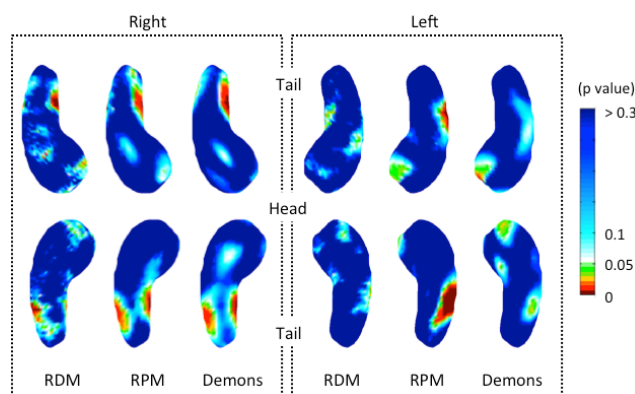 Right
Left
Tail
(p value)
> 0.3
Head
0.1
0.05
0
Tail
RDM
RPM
Demons
RDM
RPM
Demons